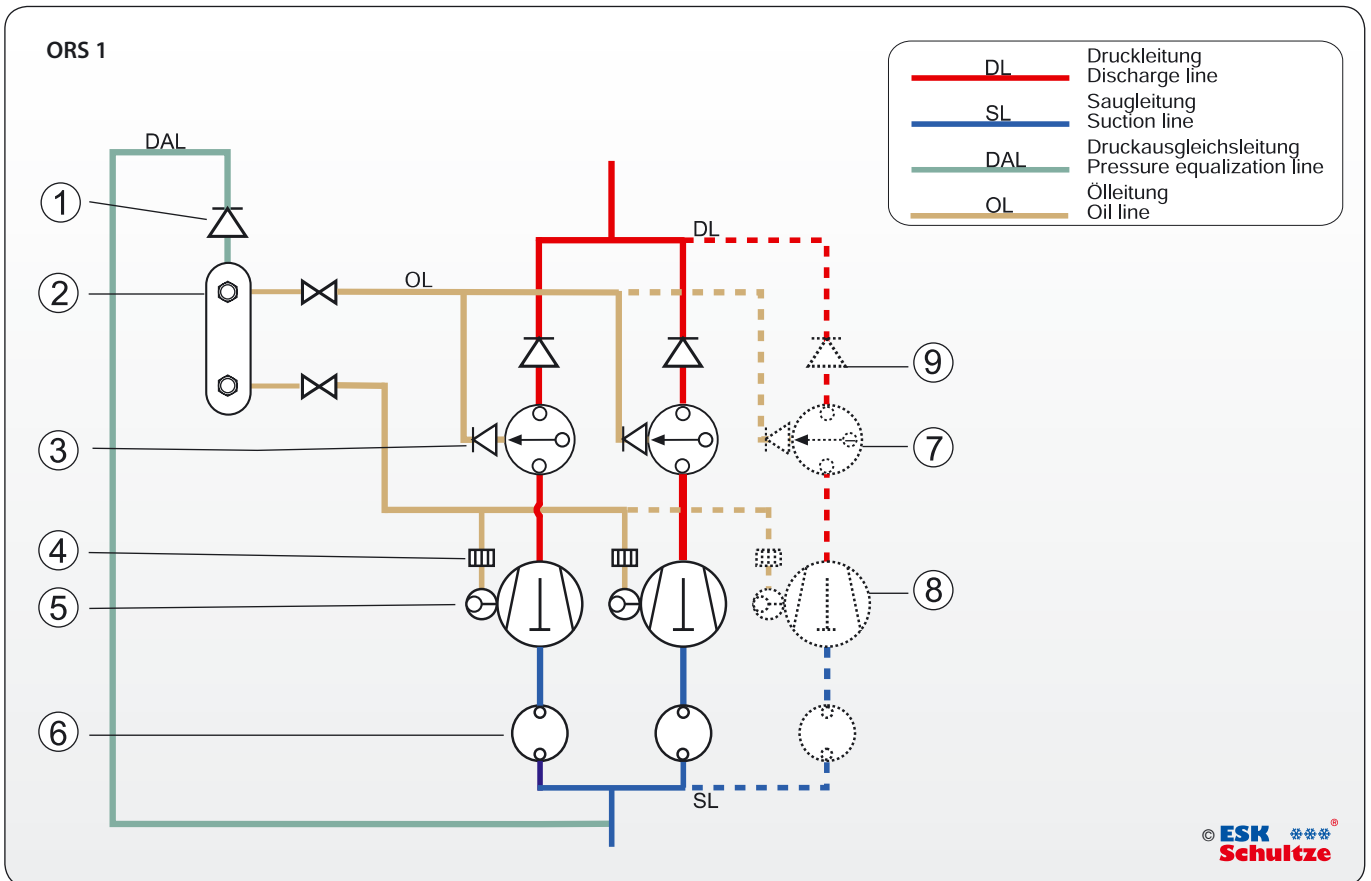 ORS 1
DL
Druckleitung
Discharge line
SL
Saugleitung
Suction line
DAL
Druckausgleichsleitung
Pressure equalization line
OL
Ölleitung
Oil line
DAL
1
DL
2
OL
9
3
7
4
5
8
6
SL
© ESK ®
Schultze